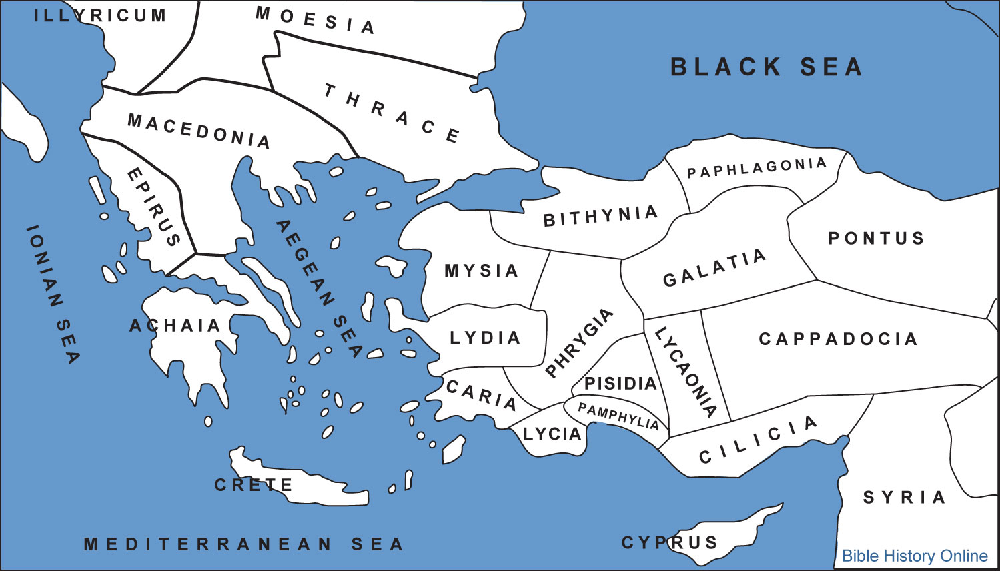 ILLYRICUM
MOESIA
BLACK SEA
THRACE
MACEDONIA
PAPHLAGONIA
EPIRUS
BITHYNIA
PONTUS
IONIAN SEA
AEGEAN SEA
MYSIA
GALATIA
ACHAIA
LYDIA
PHRYGIA
LYCAONIA
CAPPADOCIA
CARIA
PISIDIA
PAMPHYLIA
LYCIA
CILICIA
CRETE
SYRIA
MEDITERRANEAN SEA
CYPRUS
Bible History Online